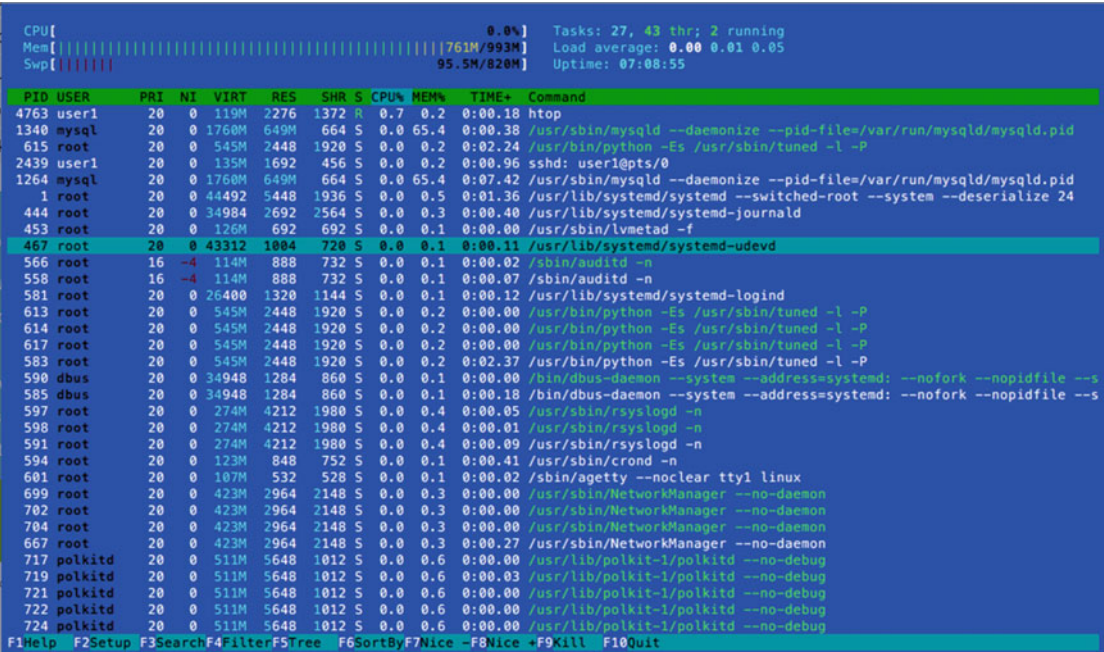 CPU[ 0.0%] Tasks: 27, 43 thr; 2 running
Mem[||||||||||||||||||||||||||||||||||||||||||||||||761M/993M] Load average: 0.00 0.01 0.05
Swp[||||||| 95.5M/820M] Uptime: 07:08:55
PID USER PRI NI VIRT RES SHR S CPU% MEM% TIME+ Command
4763 user1 20 0 119M 2276 1372 R 0.7 0.2 0:00.18 htop
1340 mysql 20 0 1760M 649M 664 S 0.0 65.4 0:00.38 /usr/sbin/mysqld --daemonize --pid-file=/var/run/mysqld/mysqld.pid
615 root 20 0 545M 2448 1920 S 0.0 0.2 0:02.24 /usr/bin/python -Es /usr/sbin/tuned -l -P
2439 user1 20 0 135M 1692 456 S 0.0 0.2 0:00.96 sshd: user1@pts/0
1264 mysql 20 0 1760M 649M 664 S 0.0 65.4 0:07.42 /usr/sbin/mysqld --daemonize --pid-file=/var/run/mysqld/mysqld.pid
1 root 20 0 44492 5448 1936 S 0.0 0.5 0:01.36 /usr/lib/systemd/systemd --switched-root --system --deserialize 24
444 root 20 0 34984 2692 2564 S 0.0 0.3 0:00.40 /usr/lib/systemd/systemd-journald
453 root 20 0 126M 692 692 S 0.0 0.1 0:00.00 /usr/sbin/lvmetad -f
467 root 20 0 43312 1004 720 S 0.0 0.1 0:00.11 /usr/lib/systemd/systemd-udevd
566 root 16 -4 114M 888 732 S 0.0 0.1 0:00.02 /sbin/auditd -n
558 root 16 -4 114M 888 732 S 0.0 0.1 0:00.07 /sbin/auditd -n
581 root 20 0 26400 1320 1144 S 0.0 0.1 0:00.12 /usr/lib/systemd/systemd-logind
613 root 20 0 545M 2448 1920 S 0.0 0.2 0:00.00 /usr/bin/python -Es /usr/sbin/tuned -l -P
614 root 20 0 545M 2448 1920 S 0.0 0.2 0:00.00 /usr/bin/python -Es /usr/sbin/tuned -l -P
617 root 20 0 545M 2448 1920 S 0.0 0.2 0:00.00 /usr/bin/python -Es /usr/sbin/tuned -l -P
583 root 20 0 545M 2448 1920 S 0.0 0.2 0:02.37 /usr/bin/python -Es /usr/sbin/tuned -l -P
590 dbus 20 0 34948 1284 860 S 0.0 0.1 0:00.00 /bin/dbus-daemon --system --address=systemd: --nofork --nopidfile --s
585 dbus 20 0 34948 1284 860 S 0.0 0.1 0:00.18 /bin/dbus-daemon --system --address=systemd: --nofork --nopidfile --s
597 root 20 0 274M 4212 1980 S 0.0 0.4 0:00.05 /usr/sbin/rsyslogd -n
598 root 20 0 274M 4212 1980 S 0.0 0.4 0:00.01 /usr/sbin/rsyslogd -n
591 root 20 0 274M 4212 1980 S 0.0 0.4 0:00.09 /usr/sbin/rsyslogd -n
594 root 20 0 123M 848 752 S 0.0 0.1 0:00.41 /usr/sbin/crond -n
601 root 20 0 107M 532 528 S 0.0 0.1 0:00.02 /sbin/agetty --noclear tty1 linux
699 root 20 0 423M 2964 2148 S 0.0 0.3 0:00.00 /usr/sbin/NetworkManager --no-daemon
702 root 20 0 423M 2964 2148 S 0.0 0.3 0:00.00 /usr/sbin/NetworkManager --no-daemon
704 root 20 0 423M 2964 2148 S 0.0 0.3 0:00.00 /usr/sbin/NetworkManager --no-daemon
667 root 20 0 423M 2964 2148 S 0.0 0.3 0:00.27 /usr/sbin/NetworkManager --no-daemon
717 polkitd 20 0 511M 5648 1012 S 0.0 0.6 0:00.00 /usr/lib/polkit-1/polkitd --no-debug
719 polkitd 20 0 511M 5648 1012 S 0.0 0.6 0:00.03 /usr/lib/polkit-1/polkitd --no-debug
721 polkitd 20 0 511M 5648 1012 S 0.0 0.6 0:00.00 /usr/lib/polkit-1/polkitd --no-debug
722 polkitd 20 0 511M 5648 1012 S 0.0 0.6 0:00.00 /usr/lib/polkit-1/polkitd --no-debug
724 polkitd 20 0 511M 5648 1012 S 0.0 0.6 0:00.00 /usr/lib/polkit-1/polkitd --no-debug
F1Help F2Setup F3SearchF4FilterF5Tree F6SortByF7Nice -F8Nice +F9Kill F10Quit